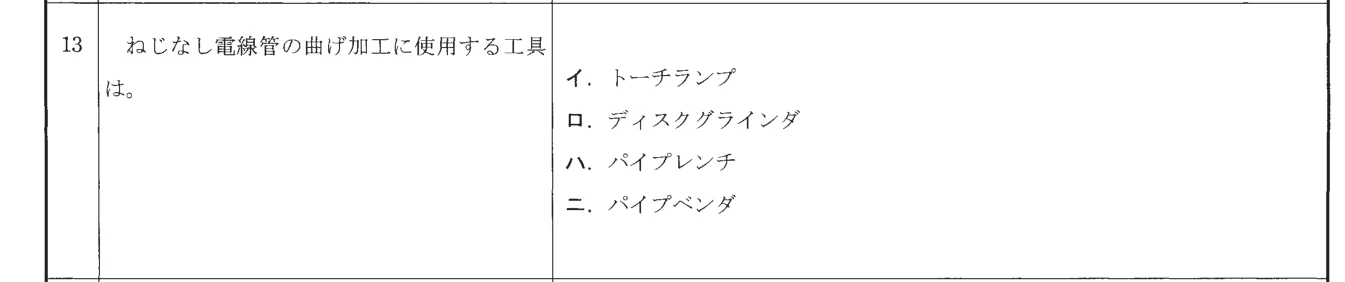 13
ねじなし電線管の曲げ加工に使用する工具
は。
イ．トーチランプ
ロ．ディスクグラインダ
ハ．パイプレンチ
ニ．パイプベンダ